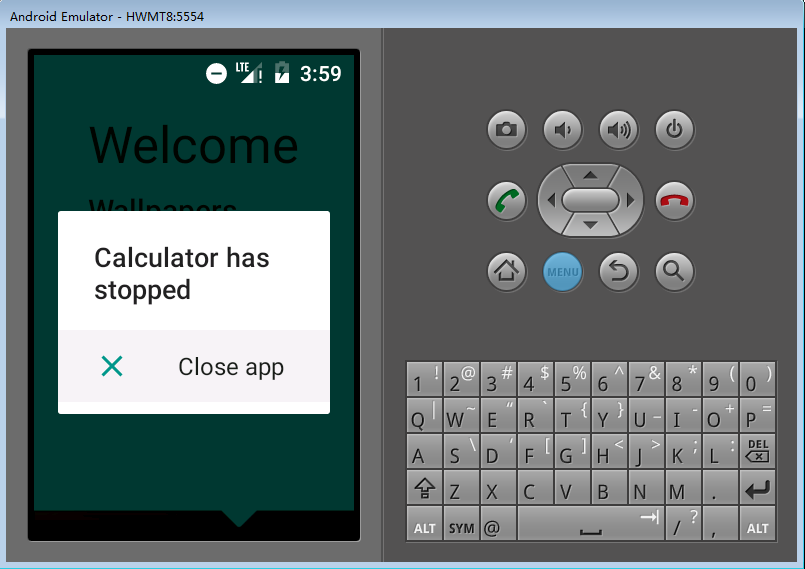 Android Emulator - HWMT8:5554
LTE ! 3:59
Welcome
Wallpapers
Calculator has
stopped
Close app
MENU
1 ! 2 @ 3 # 4 $ 5 % 6 ^ 7 & 8 * 9 ( 0 )
Q | W ~ E “ R ` T { Y } U _ I - O + P =
A S \ D ‘ F [ G ] H < J > K ; L : DEL
Z X C V B N M .
ALT SYM @ / ? , ALT